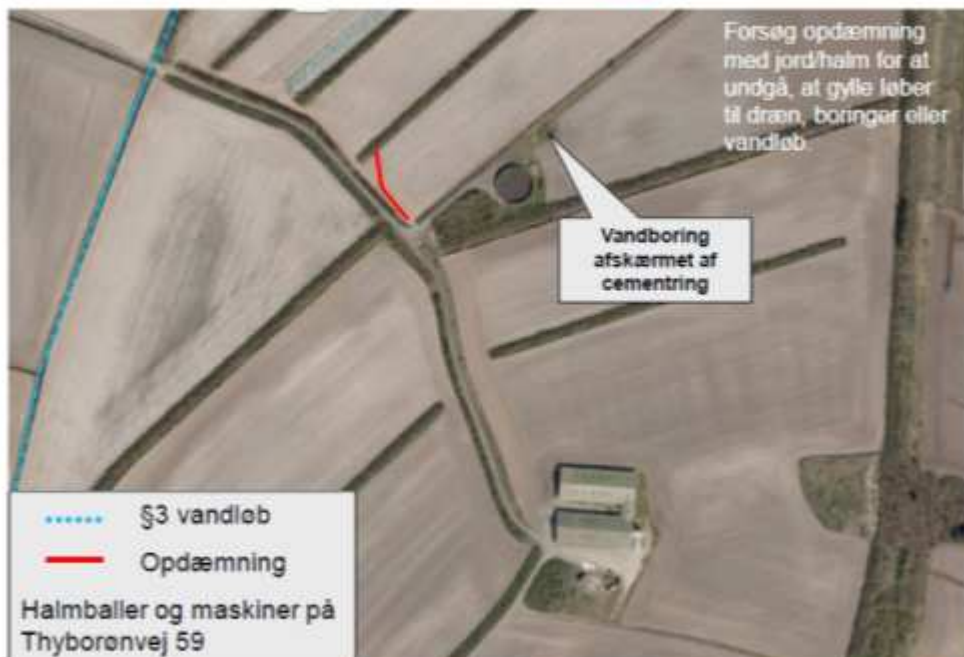 Forsøg opdæmning
med jord/halm for at
undgå, at gylle løber
til dræn, boringer eller
vandløb.
Vandboring
afskærmet af
cementring
§3 vandløb
Opdæmning
Halmballer og maskiner på
Thyborønvej 59